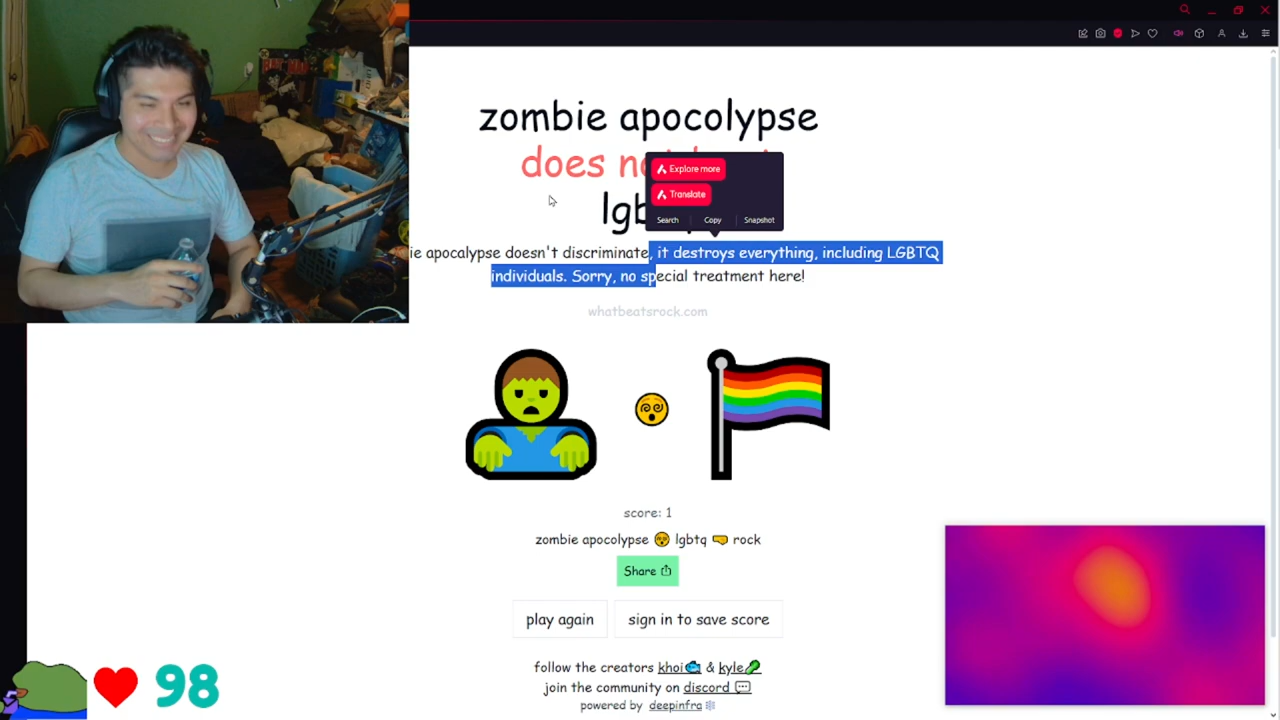 zombie apocolypse
does no
lgb
Explore more
Translate
Search Copy Snapshot
ie apocalypse doesn't discriminate, it destroys everything, including LGBTQ
individuals. Sorry, no special treatment here!
whatbeatsrock.com
score: 1
zombie apocolypse 😵 lgbtq 🤜 rock
Share
play again
sign in to save score
follow the creators khoi🐟 & kyle🥒
join the community on discord 💬
powered by deepinfra
98